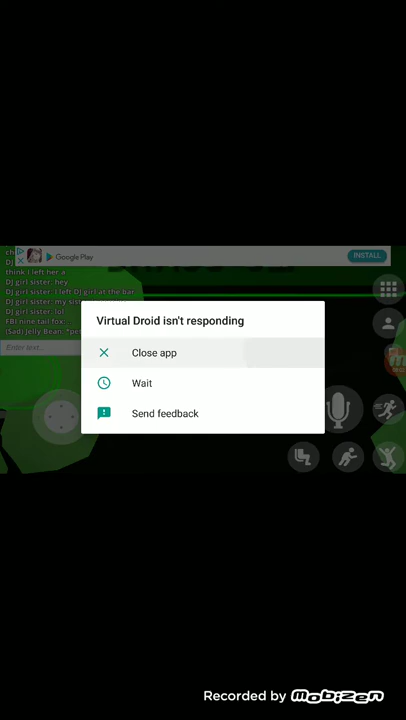 Google Play
INSTALL
think I left her a
DJ girl sister: hey
DJ girl sister: I left DJ girl at the bar
DJ girl sister: my sist
DJ girl sister: lol
FBI nine tail fox:
(Sad) Jelly Bean: *pc
Enter text...
Virtual Droid isn't responding
Close app
Wait
Send feedback
Recorded by mobizen